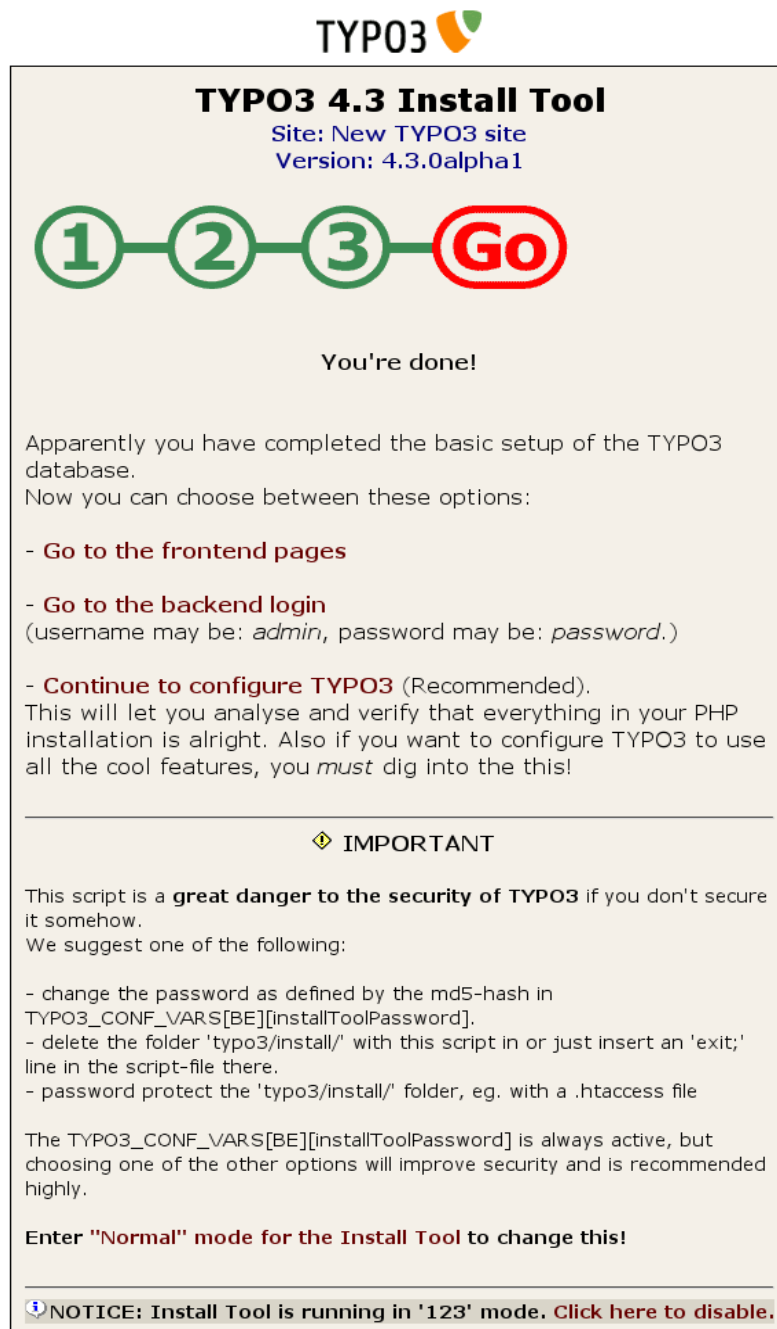 TYPO3
TYPO3 4.3 Install Tool
Site: New TYPO3 site
Version: 4.3.0alpha1
1 2 3 Go
You're done!
Apparently you have completed the basic setup of the TYPO3
database.
Now you can choose between these options:
- Go to the frontend pages
- Go to the backend login
(username may be: admin, password may be: password.)
- Continue to configure TYPO3 (Recommended).
This will let you analyse and verify that everything in your PHP
installation is alright. Also if you want to configure TYPO3 to use
all the cool features, you must dig into the this!
IMPORTANT
This script is a great danger to the security of TYPO3 if you don't secure
it somehow.
We suggest one of the following:
- change the password as defined by the md5-hash in
TYPO3_CONF_VARS[BE][installToolPassword].
- delete the folder 'typo3/install/' with this script in or just insert an 'exit;'
line in the script-file there.
- password protect the 'typo3/install/' folder, eg. with a .htaccess file
The TYPO3_CONF_VARS[BE][installToolPassword] is always active, but
choosing one of the other options will improve security and is recommended
highly.
Enter "Normal" mode for the Install Tool to change this!
NOTICE: Install Tool is running in '123' mode. Click here to disable.